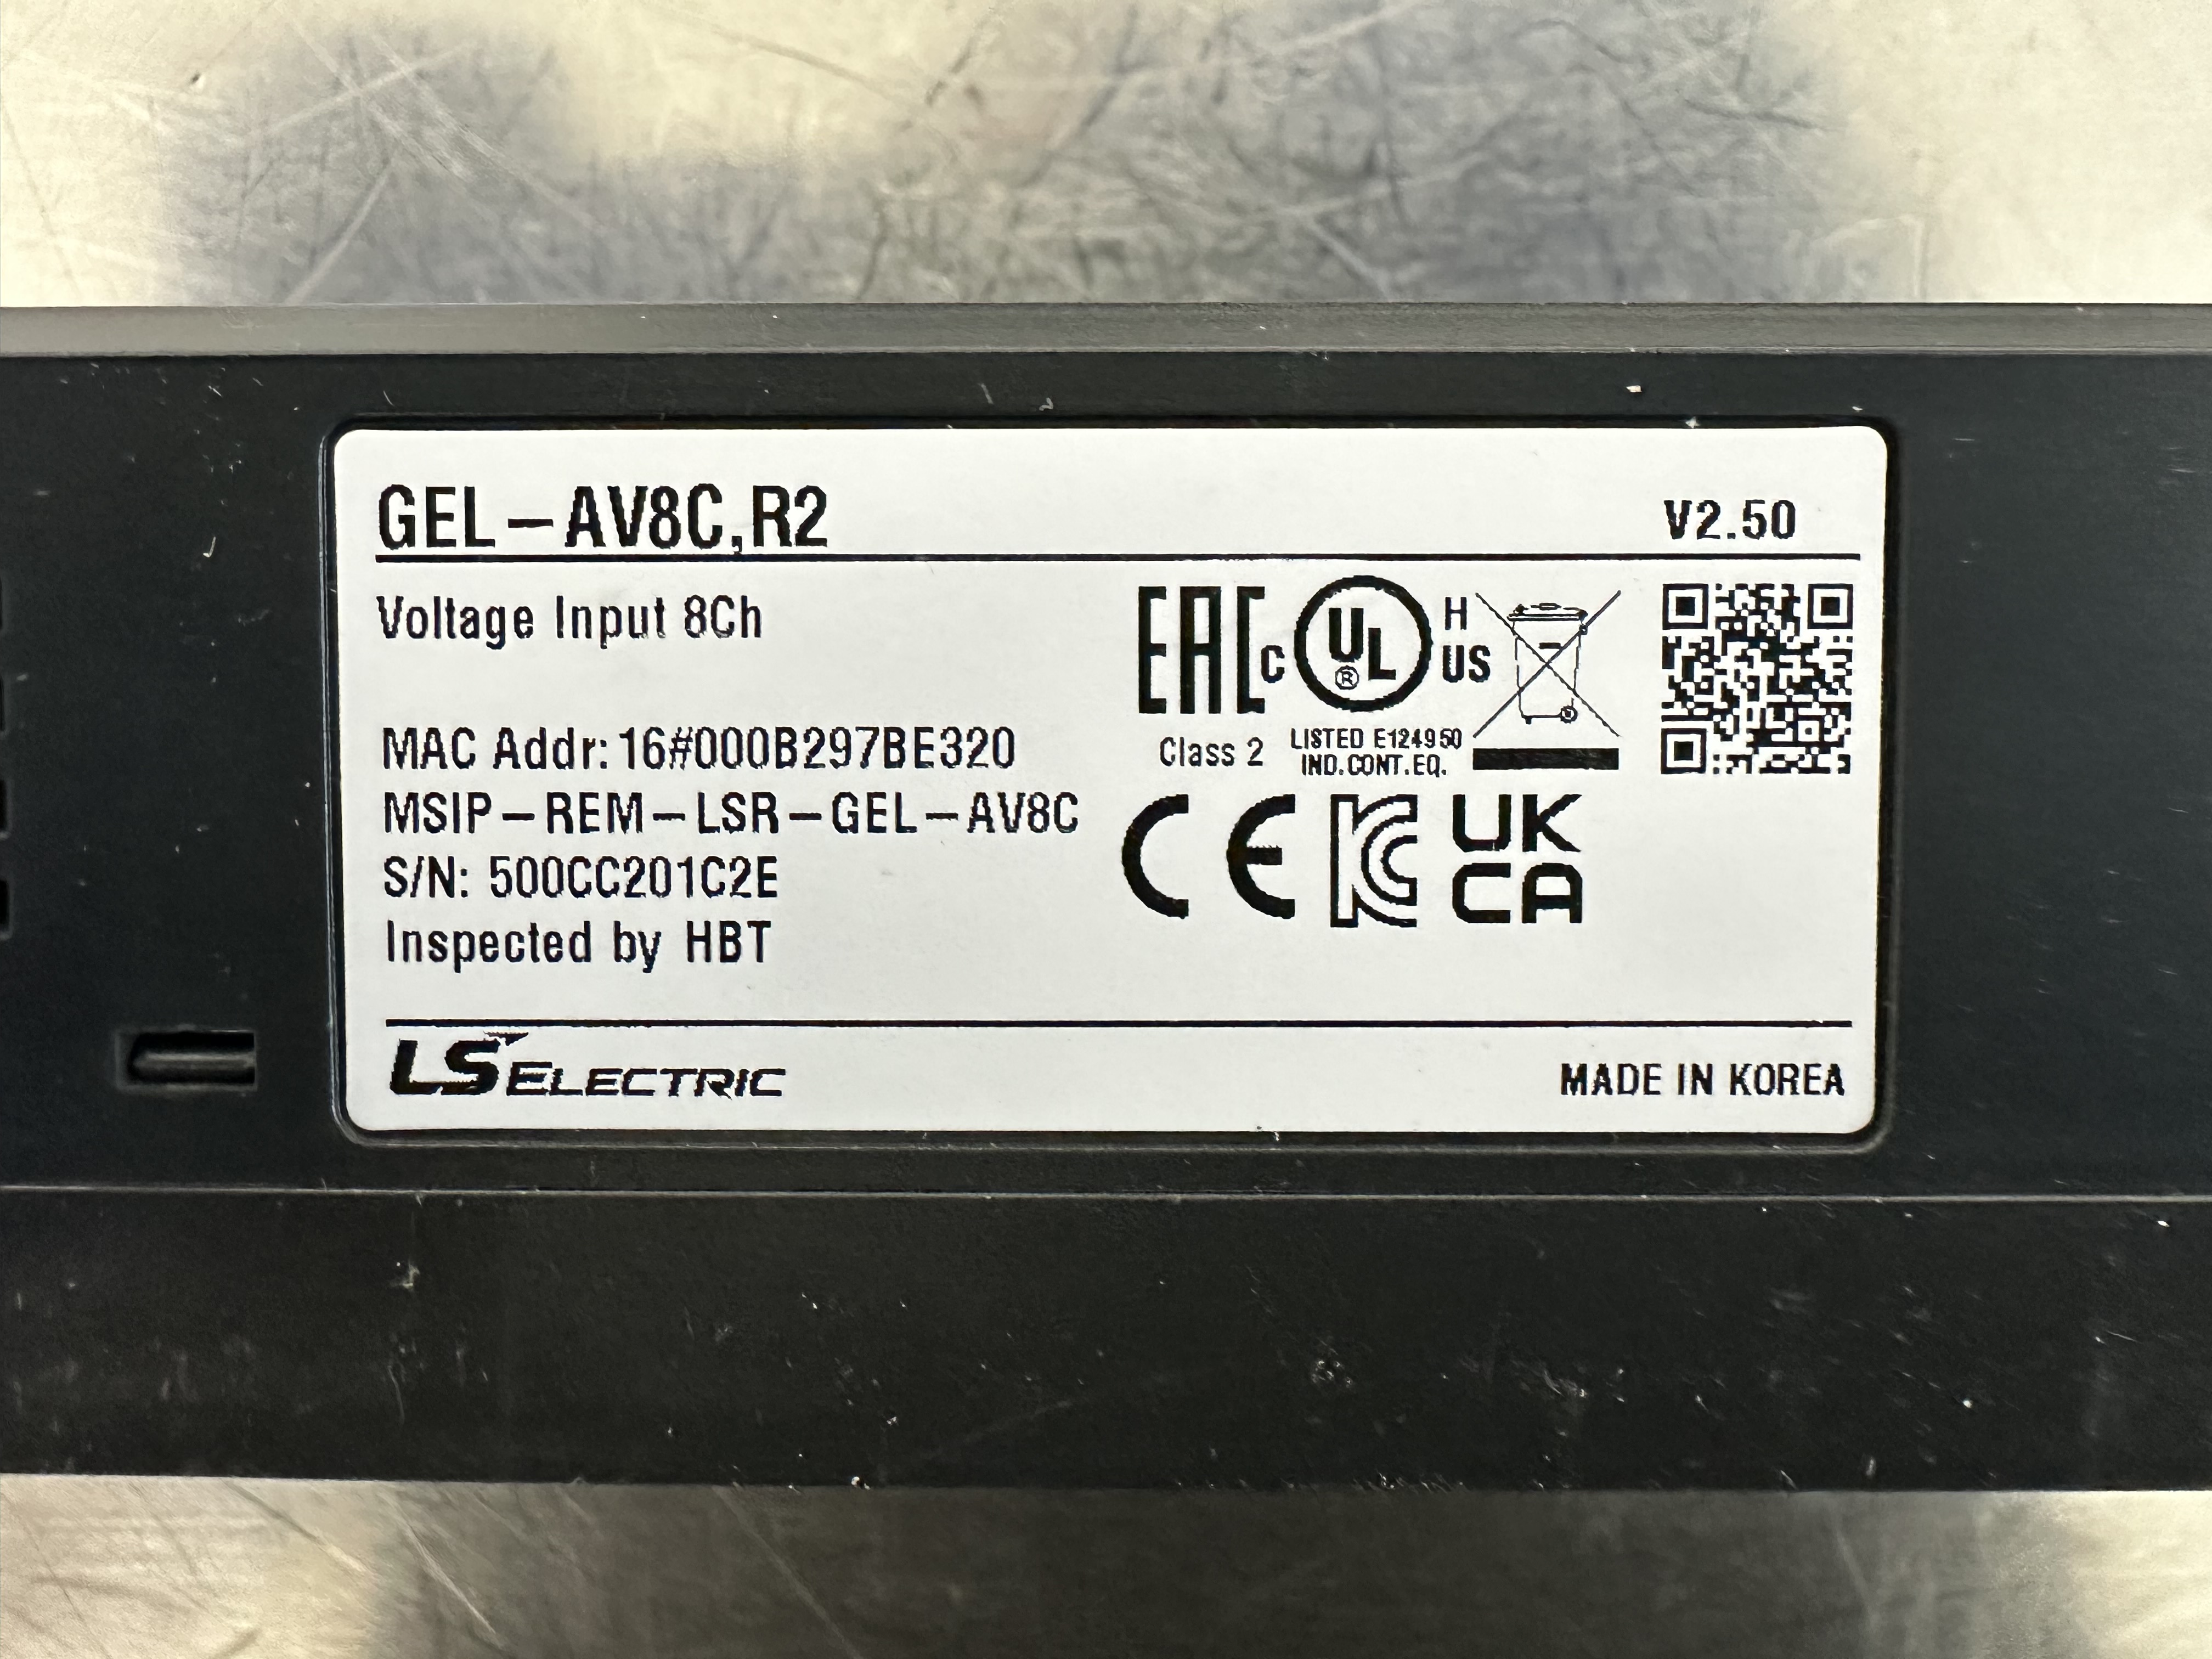 GEL-AV8C,R2 V2.50
Voltage Input 8Ch
EAC C UL ® H US
MAC Addr: 16#000B297BE320
Class 2 LISTED E124950
IND.CONT.EQ.
MSIP-REM-LSR-GEL-AV8C
CE KC UK CA
S/N: 500CC201C2E
Inspected by HBT
LS ELECTRIC MADE IN KOREA